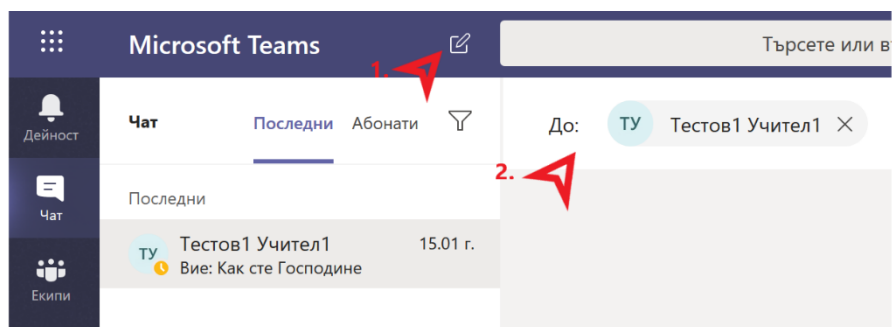 Microsoft Teams
Търсете или в
1.
Дейност
Чат
Последни
Абонати
До:
ТУ
Тестов1 Учител1
2.
Чат
Последни
ТУ
Тестов1 Учител1
15.01 г.
Вие: Как сте Господине
Екипи